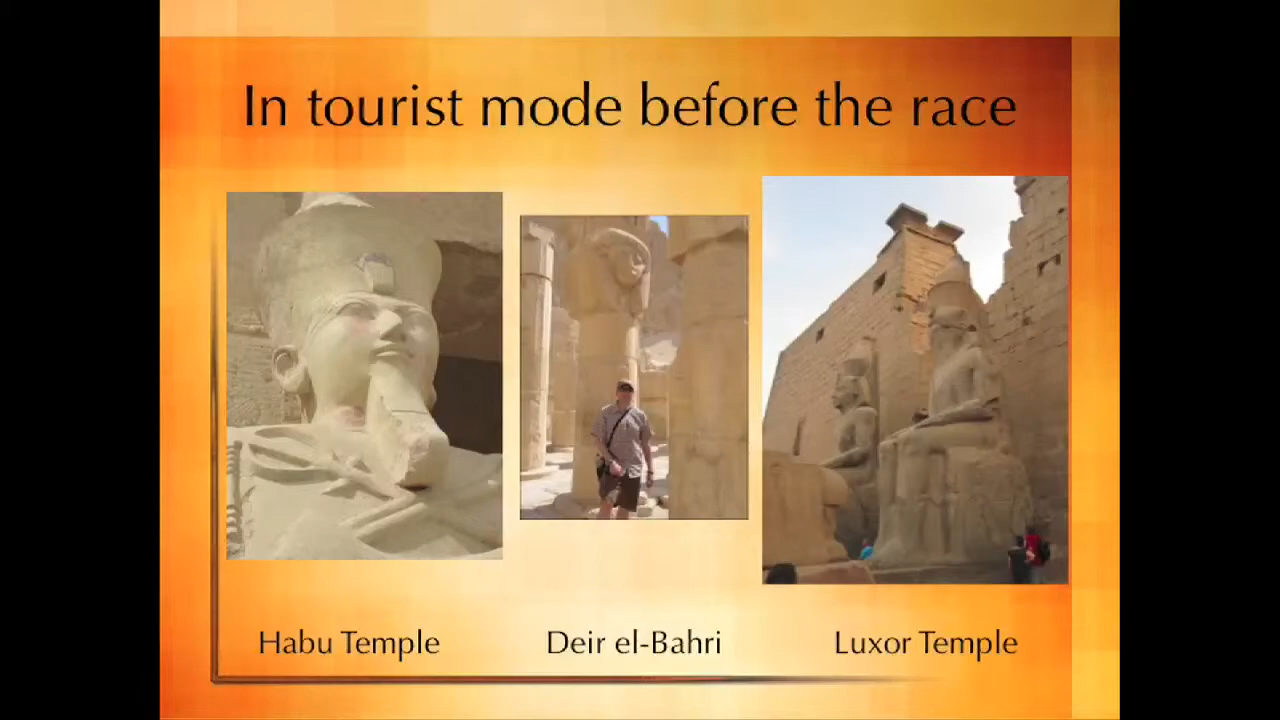 In tourist mode before the race
Habu Temple
Deir el-Bahri
Luxor Temple